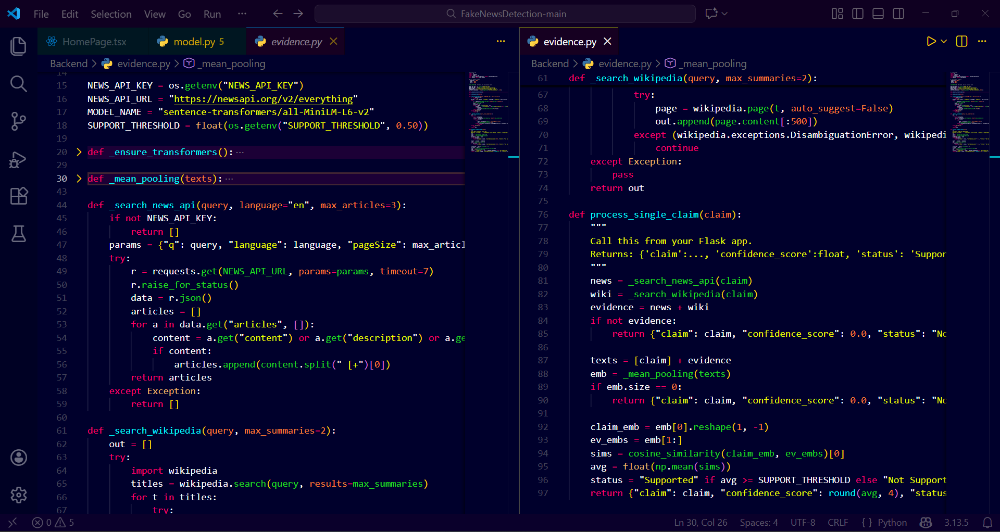 File Edit Selection View Go Run ··· FakeNewsDetection-main
HomePage.tsx model.py 5 evidence.py
Backend > evidence.py > _mean_pooling
14
15 NEWS_API_KEY = os.getenv("NEWS_API_KEY")
16 NEWS_API_URL = "https://newsapi.org/v2/everything"
17 MODEL_NAME = "sentence-transformers/all-MiniLM-L6-v2"
18 SUPPORT_THRESHOLD = float(os.getenv("SUPPORT_THRESHOLD", 0.50))
19
20 def _ensure_transformers(): ···
29
30 def _mean_pooling(texts): ···
43
44 def _search_news_api(query, language="en", max_articles=3):
45 if not NEWS_API_KEY:
46 return []
47 params = {"q": query, "language": language, "pageSize": max_articl
48 try:
49 r = requests.get(NEWS_API_URL, params=params, timeout=7)
50 r.raise_for_status()
51 data = r.json()
52 articles = []
53 for a in data.get("articles", []):
54 content = a.get("content") or a.get("description") or a.ge
55 if content:
56 articles.append(content.split(" [+")[0])
57 return articles
58 except Exception:
59 return []
60
61 def _search_wikipedia(query, max_summaries=2):
62 out = []
63 try:
64 import wikipedia
65 titles = wikipedia.search(query, results=max_summaries)
66 for t in titles:
67 try:
evidence.py
Backend > evidence.py > _mean_pooling
61 def _search_wikipedia(query, max_summaries=2):
67 try:
68 page = wikipedia.page(t, auto_suggest=False)
69 out.append(page.content[:500])
70 except (wikipedia.exceptions.DisambiguationError, wikipedi
71 continue
72 except Exception:
73 pass
74 return out
75
76 def process_single_claim(claim):
77 """
78 Call this from your Flask app.
79 Returns: {'claim':..., 'confidence_score':float, 'status': 'Suppor
80 """
81 news = _search_news_api(claim)
82 wiki = _search_wikipedia(claim)
83 evidence = news + wiki
84 if not evidence:
85 return {"claim": claim, "confidence_score": 0.0, "status": "No
86
87 texts = [claim] + evidence
88 emb = _mean_pooling(texts)
89 if emb.size == 0:
90 return {"claim": claim, "confidence_score": 0.0, "status": "No
91
92 claim_emb = emb[0].reshape(1, -1)
93 ev_embs = emb[1:]
94 sims = cosine_similarity(claim_emb, ev_embs)[0]
95 avg = float(np.mean(sims))
96 status = "Supported" if avg >= SUPPORT_THRESHOLD else "Not Support
97 return {"claim": claim, "confidence_score": round(avg, 4), "status
0 5 Ln 30, Col 26 Spaces: 4 UTF-8 CRLF {} Python 3.13.5